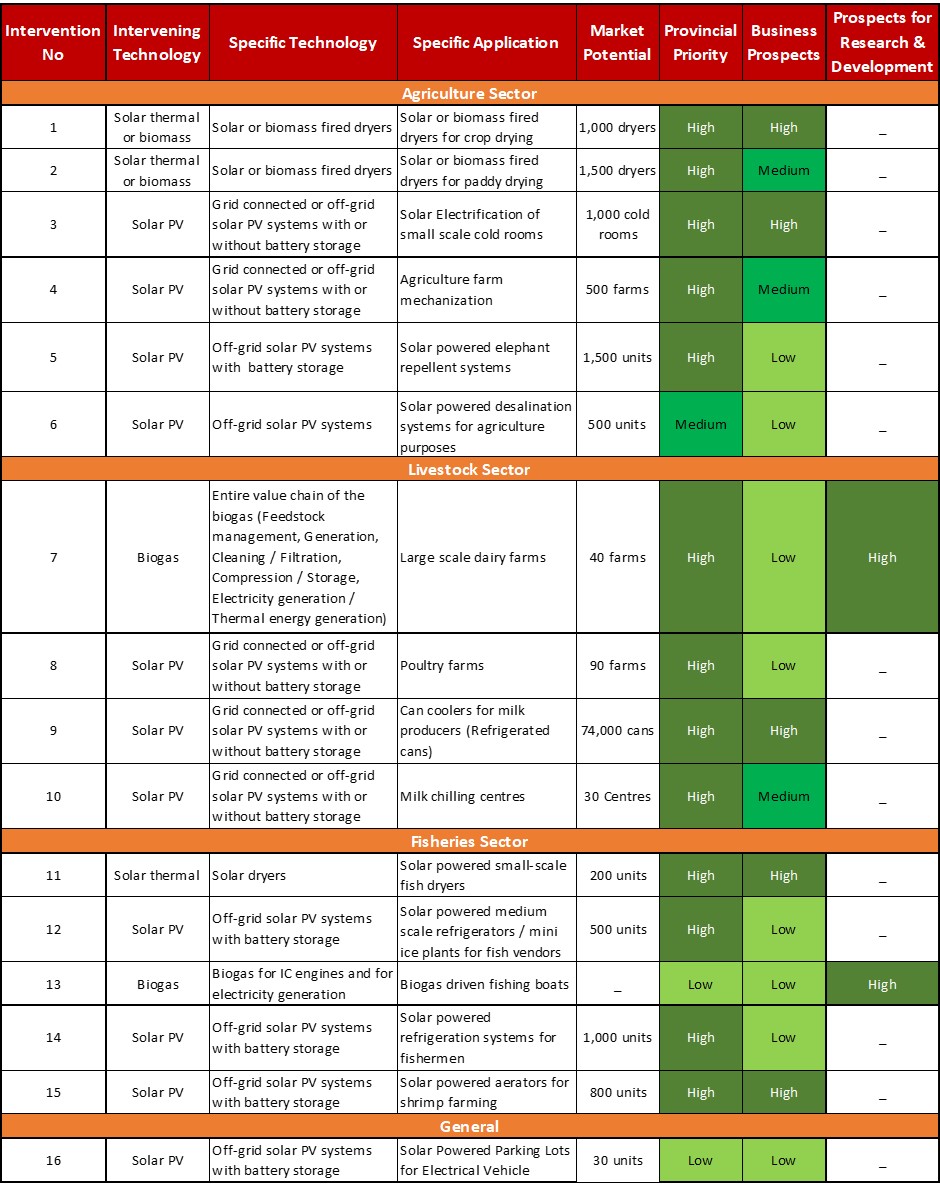 Intervention No | Intervening Technology | Specific Technology | Specific Application | Market Potential | Provincial Priority | Business Prospects | Prospects for Research & Development
Agriculture Sector
1 | Solar thermal or biomass | Solar or biomass fired dryers | Solar or biomass fired dryers for crop drying | 1,000 dryers | High | High | _
2 | Solar thermal or biomass | Solar or biomass fired dryers | Solar or biomass fired dryers for paddy drying | 1,500 dryers | High | Medium | _
3 | Solar PV | Grid connected or off-grid solar PV systems with or without battery storage | Solar Electrification of small scale cold rooms | 1,000 cold rooms | High | High | _
4 | Solar PV | Grid connected or off-grid solar PV systems with or without battery storage | Agriculture farm mechanization | 500 farms | High | Medium | _
5 | Solar PV | Off-grid solar PV systems with battery storage | Solar powered elephant repellent systems | 1,500 units | High | Low | _
6 | Solar PV | Off-grid solar PV systems | Solar powered desalination systems for agriculture purposes | 500 units | Medium | Low | _
Livestock Sector
7 | Biogas | Entire value chain of the biogas (Feedstock management, Generation, Cleaning / Filtration, Compression / Storage, Electricity generation / Thermal energy generation) | Large scale dairy farms | 40 farms | High | Low | High
8 | Solar PV | Grid connected or off-grid solar PV systems with or without battery storage | Poultry farms | 90 farms | High | Low | _
9 | Solar PV | Grid connected or off-grid solar PV systems with or without battery storage | Can coolers for milk producers (Refrigerated cans) | 74,000 cans | High | High | _
10 | Solar PV | Grid connected or off-grid solar PV systems with or without battery storage | Milk chilling centres | 30 Centres | High | Medium | _
Fisheries Sector
11 | Solar thermal | Solar dryers | Solar powered small-scale fish dryers | 200 units | High | High | _
12 | Solar PV | Off-grid solar PV systems with battery storage | Solar powered medium scale refrigerators / mini ice plants for fish vendors | 500 units | High | Low | _
13 | Biogas | Biogas for IC engines and for electricity generation | Biogas driven fishing boats | _ | Low | Low | High
14 | Solar PV | Off-grid solar PV systems with battery storage | Solar powered refrigeration systems for fishermen | 1,000 units | High | Low | _
15 | Solar PV | Off-grid solar PV systems with battery storage | Solar powered aerators for shrimp farming | 800 units | High | High | _
General
16 | Solar PV | Off-grid solar PV systems with battery storage | Solar Powered Parking Lots for Electrical Vehicle | 30 units | Low | Low | _